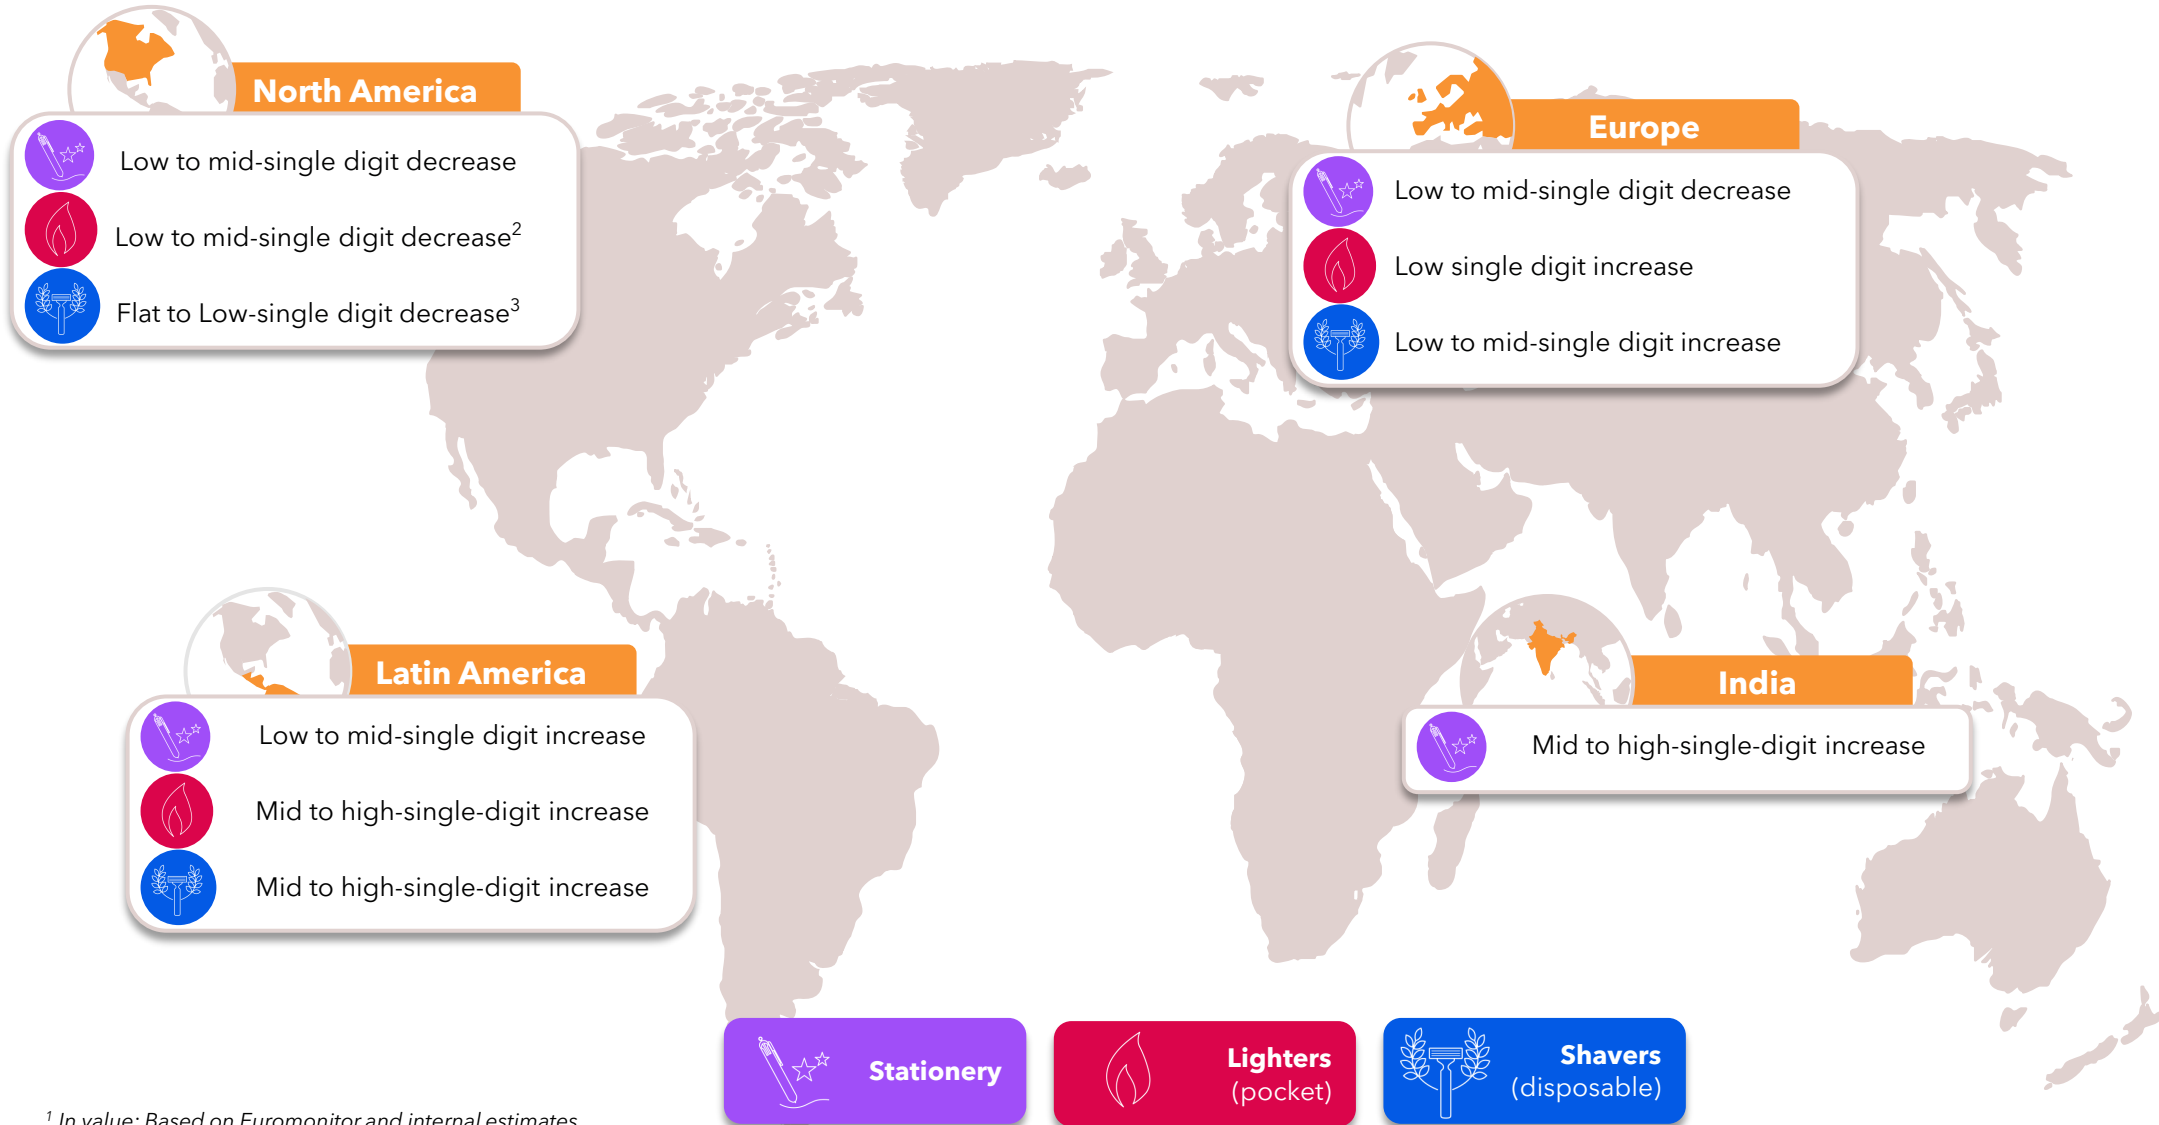 North America
Low to mid-single digit decrease
Low to mid-single digit decrease²
Flat to Low-single digit decrease³
Europe
Low to mid-single digit decrease
Low single digit increase
Low to mid-single digit increase
Latin America
Low to mid-single digit increase
Mid to high-single-digit increase
Mid to high-single-digit increase
India
Mid to high-single-digit increase
Stationery
Lighters
(pocket)
Shavers
(disposable)
¹ In value: Based on Euromonitor and internal estimates